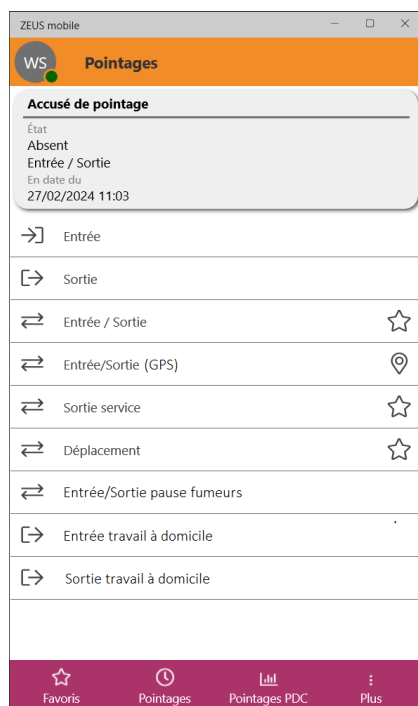 ZEUS mobile
WS
Pointages
Accusé de pointage
État
Absent
Entrée / Sortie
En date du
27/02/2024 11:03
Entrée
Sortie
Entrée / Sortie
Entrée/Sortie (GPS)
Sortie service
Déplacement
Entrée/Sortie pause fumeurs
Entrée travail à domicile
Sortie travail à domicile
Favoris
Pointages
Pointages PDC
Plus